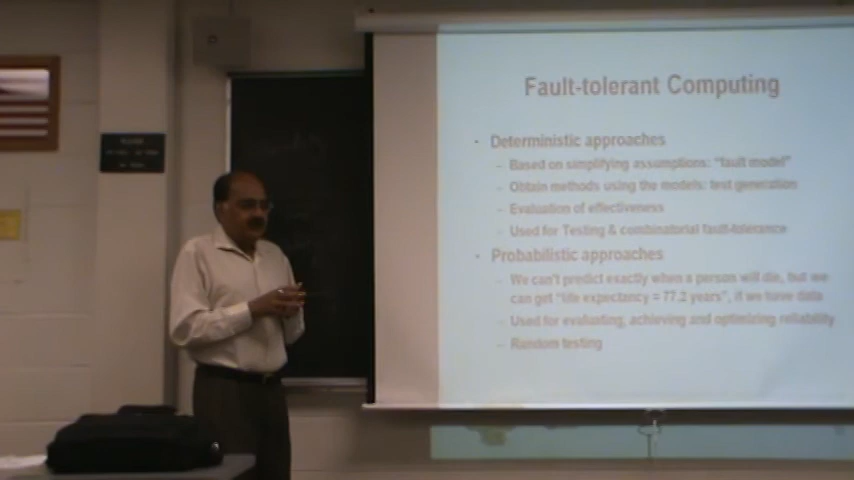 Fault-tolerant Computing
• Deterministic approaches
– Based on simplifying assumptions: "fault model"
– Obtain methods using the models: test generation
– Evaluation of effectiveness
– Used for Testing & combinatorial fault-tolerance
• Probabilistic approaches
– We can't predict exactly when a person will die, but we
can get "life expectancy = 77.2 years", if we have data
– Used for evaluating, achieving and optimizing reliability
– Random testing